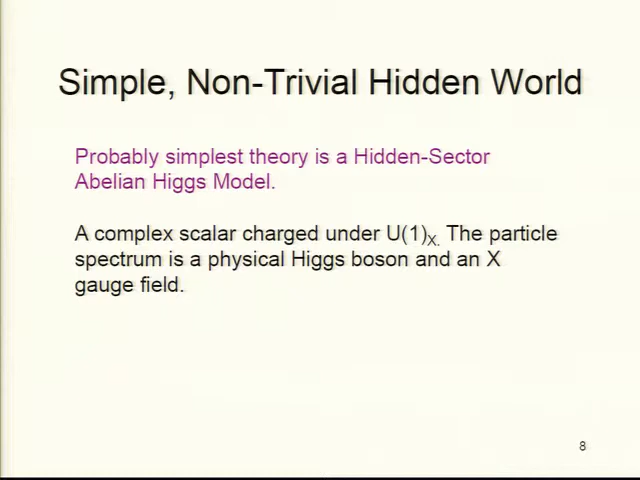 Simple, Non-Trivial Hidden World
Probably simplest theory is a Hidden-Sector
Abelian Higgs Model.
A complex scalar charged under U(1)X. The particle
spectrum is a physical Higgs boson and an X
gauge field.
8